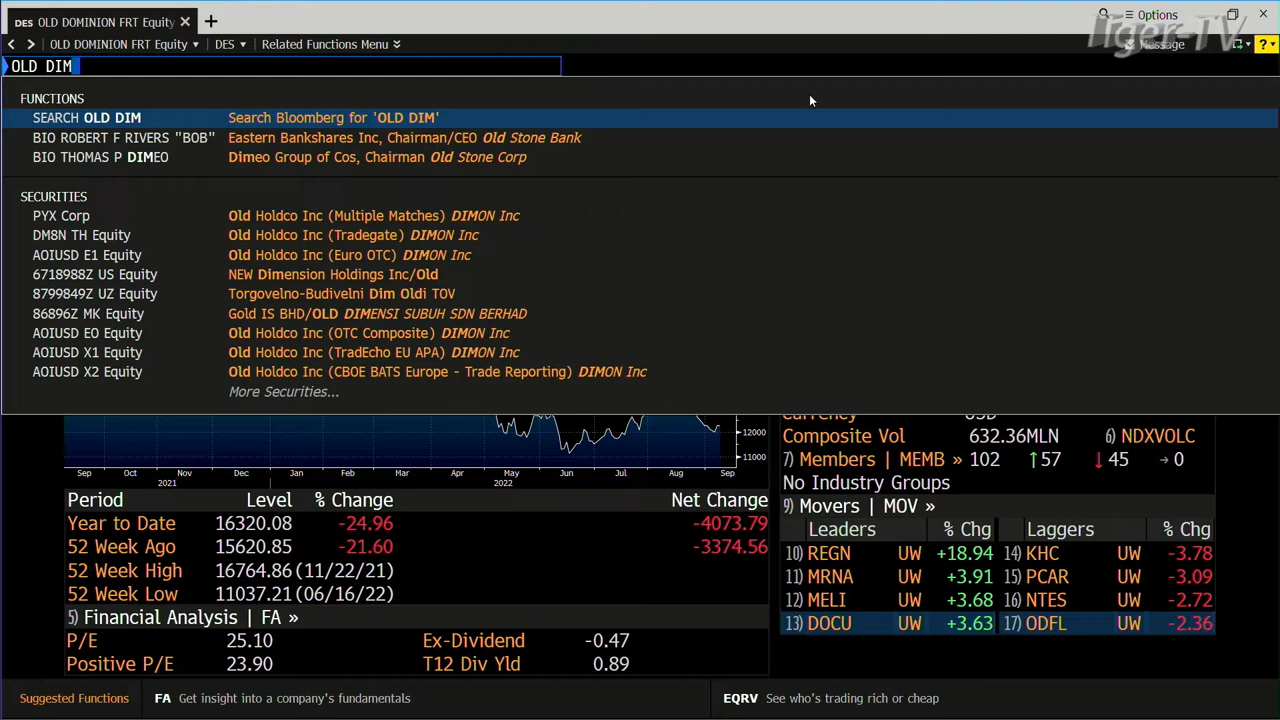 DES OLD DOMINION FRT Equity
Options
OLD DOMINION FRT Equity DES Related Functions Menu
Message
Tiger-TV
OLD DIM
FUNCTIONS
SEARCH OLD DIM Search Bloomberg for 'OLD DIM'
BIO ROBERT F RIVERS "BOB" Eastern Bankshares Inc, Chairman/CEO Old Stone Bank
BIO THOMAS P DIMEO Dimeo Group of Cos, Chairman Old Stone Corp
SECURITIES
PYX Corp Old Holdco Inc (Multiple Matches) DIMON Inc
DM8N TH Equity Old Holdco Inc (Tradegate) DIMON Inc
AOIUSD E1 Equity Old Holdco Inc (Euro OTC) DIMON Inc
6718988Z US Equity NEW Dimension Holdings Inc/Old
8799849Z UZ Equity Torgovelno-Budivelni Dim Oldi TOV
86896Z MK Equity Gold IS BHD/OLD DIMENSI SUBUH SDN BERHAD
AOIUSD EO Equity Old Holdco Inc (OTC Composite) DIMON Inc
AOIUSD X1 Equity Old Holdco Inc (TradEcho EU APA) DIMON Inc
AOIUSD X2 Equity Old Holdco Inc (CBOE BATS Europe - Trade Reporting) DIMON Inc
More Securities...
12000
11000
Sep Oct Nov Dec Jan Feb Mar Apr May Jun Jul Aug Sep
2021 2022
Currency USD
Composite Vol 632.36MLN 6) NDXVOLC
7) Members | MEMB » 102 ↑57 ↓45 →0
No Industry Groups
9) Movers | MOV »
Leaders % Chg Laggers % Chg
10) REGN UW +18.94 14) KHC UW -3.78
11) MRNA UW +3.91 15) PCAR UW -3.09
12) MELI UW +3.68 16) NTES UW -2.72
13) DOCU UW +3.63 17) ODFL UW -2.36
Period Level % Change Net Change
Year to Date 16320.08 -24.96 -4073.79
52 Week Ago 15620.85 -21.60 -3374.56
52 Week High 16764.86 (11/22/21)
52 Week Low 11037.21 (06/16/22)
5) Financial Analysis | FA »
P/E 25.10 Ex-Dividend -0.47
Positive P/E 23.90 T12 Div Yld 0.89
Suggested Functions FA Get insight into a company's fundamentals EQRV See who's trading rich or cheap